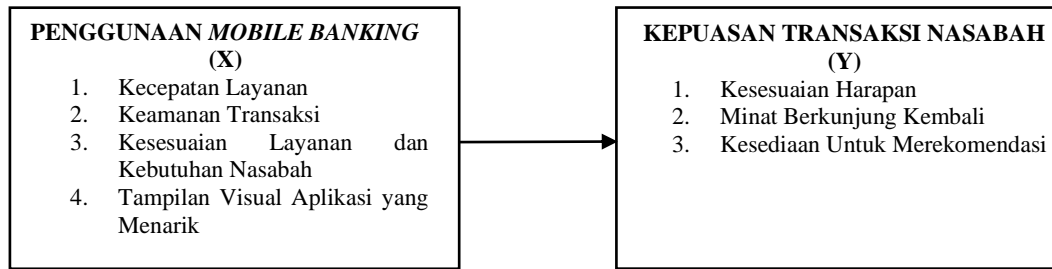 PENGGUNAAN MOBILE BANKING
(X)
1. Kecepatan Layanan
2. Keamanan Transaksi
3. Kesesuaian Layanan dan
Kebutuhan Nasabah
4. Tampilan Visual Aplikasi yang
Menarik
KEPUASAN TRANSAKSI NASABAH
(Y)
1. Kesesuaian Harapan
2. Minat Berkunjung Kembali
3. Kesediaan Untuk Merekomendasi